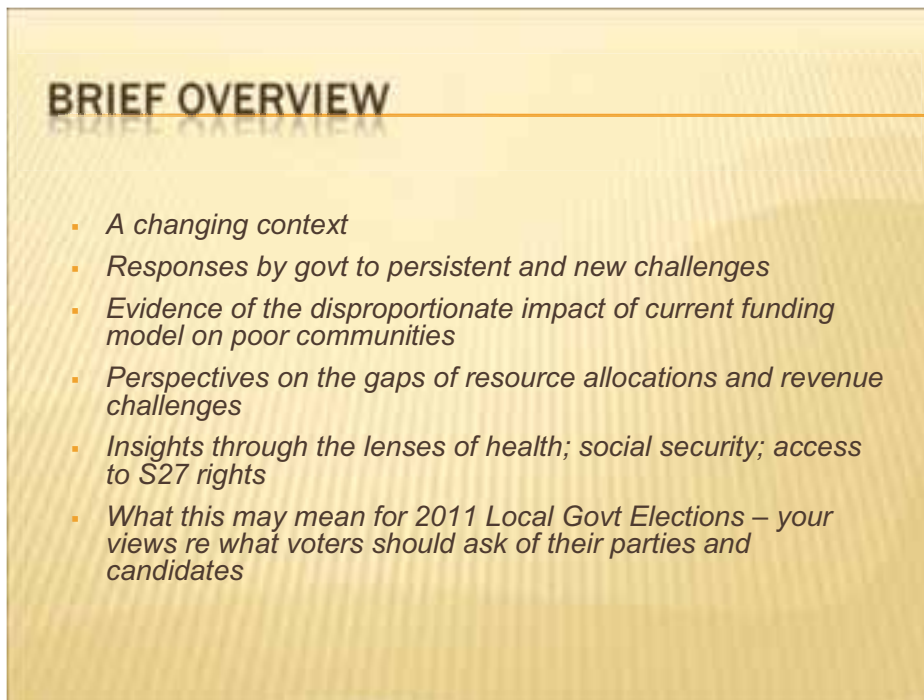 BRIEF OVERVIEW
▪ A changing context
▪ Responses by govt to persistent and new challenges
▪ Evidence of the disproportionate impact of current funding
model on poor communities
▪ Perspectives on the gaps of resource allocations and revenue
challenges
▪ Insights through the lenses of health; social security; access
to S27 rights
▪ What this may mean for 2011 Local Govt Elections – your
views re what voters should ask of their parties and
candidates